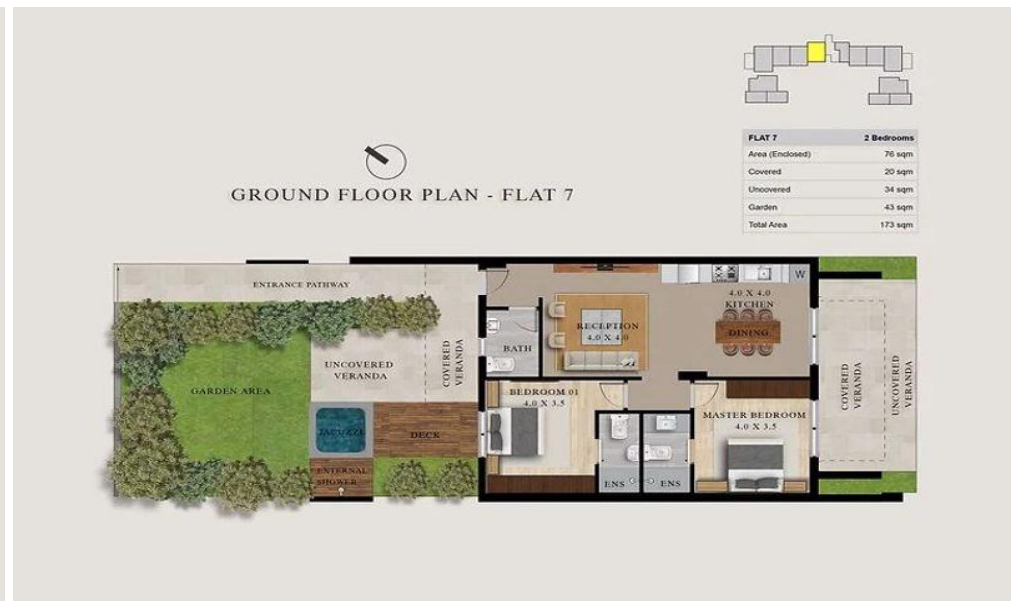 GROUND FLOOR PLAN - FLAT 7
FLAT 7 2 Bedrooms
Area (Enclosed) 76 sqm
Covered 20 sqm
Uncovered 34 sqm
Garden 43 sqm
Total Area 173 sqm
ENTRANCE PATHWAY
GARDEN AREA
UNCOVERED
VERANDA
COVERED
VERANDA
JACUZZI
DECK
EXTERNAL
SHOWER
BATH
RECEPTION
4.0 X 4.0
4.0 X 4.0
KITCHEN
DINING
W
BEDROOM 01
4.0 X 3.5
ENS
ENS
MASTER BEDROOM
4.0 X 3.5
COVERED
VERANDA
UNCOVERED
VERANDA